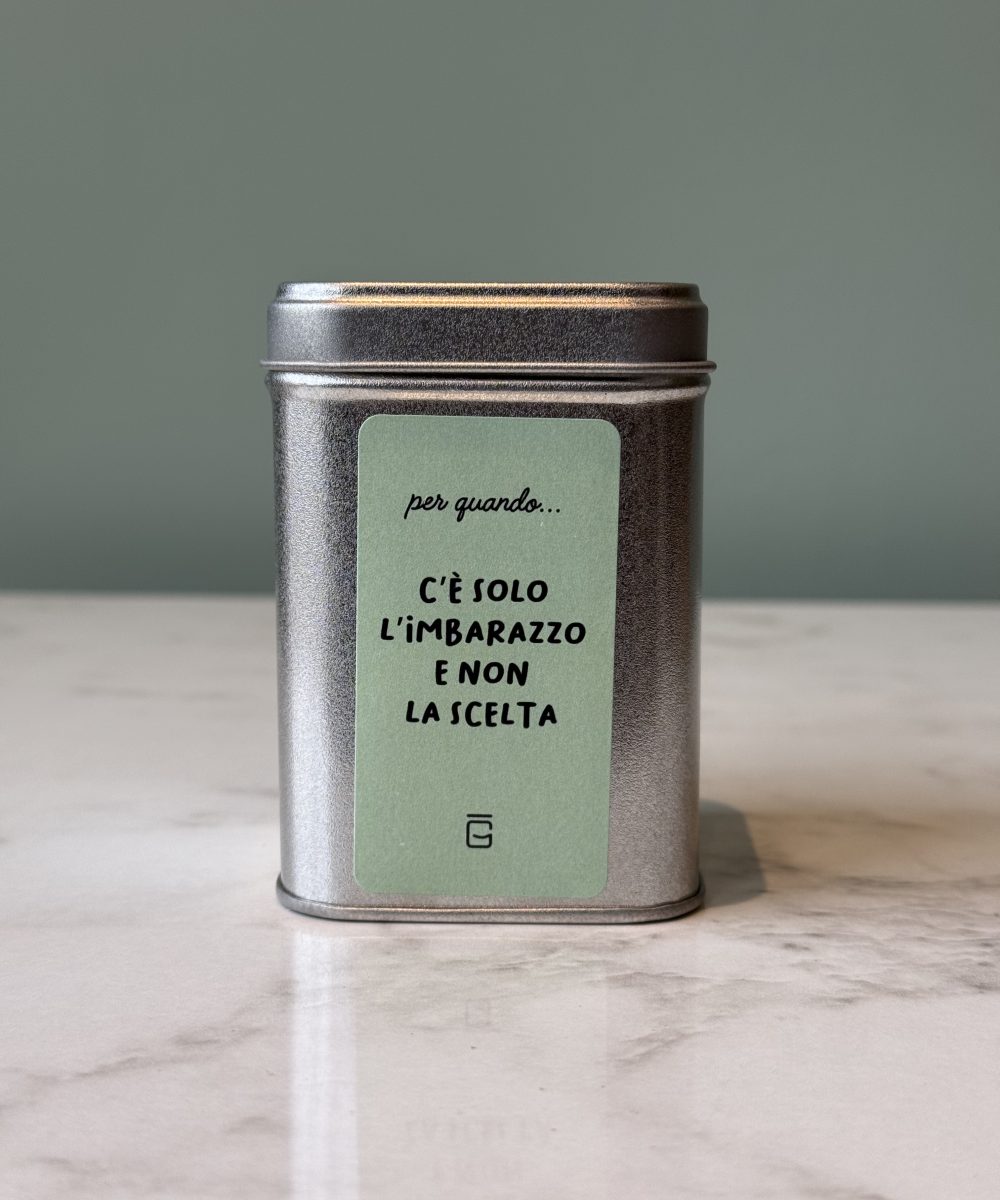 per quando...
C'È SOLO
L'iMBARAZZO
E NON
LA SCELTA